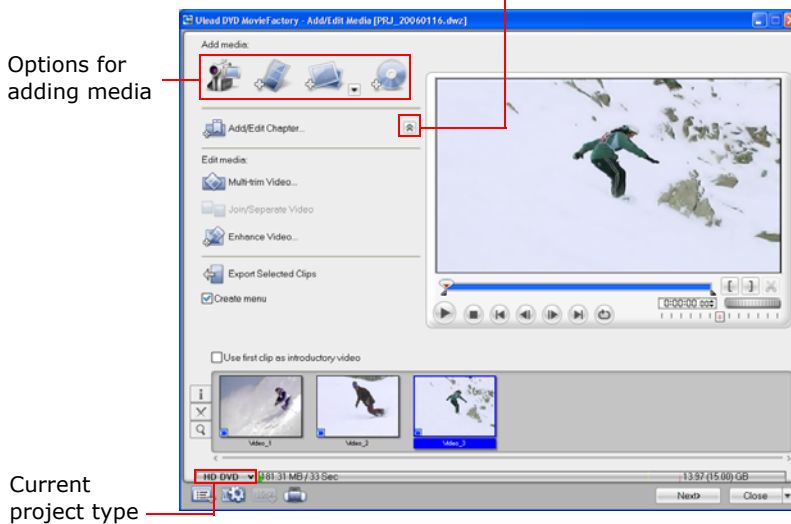 Ulead DVD MovieFactory - Add/Edit Media [PRJ_20060116.dwz]
Add media:
Options for
adding media
Add/Edit Chapter...
Edit media:
Multi-trim Video...
Join/Separate Video
Enhance Video...
Export Selected Clips
Create menu
0:00:00.00
Use first clip as introductory video
Video_1
Video_2
Video_3
HD DVD
181.31 MB / 33 Sec
13.97 (15.00) GB
Current
project type
Next>
Close